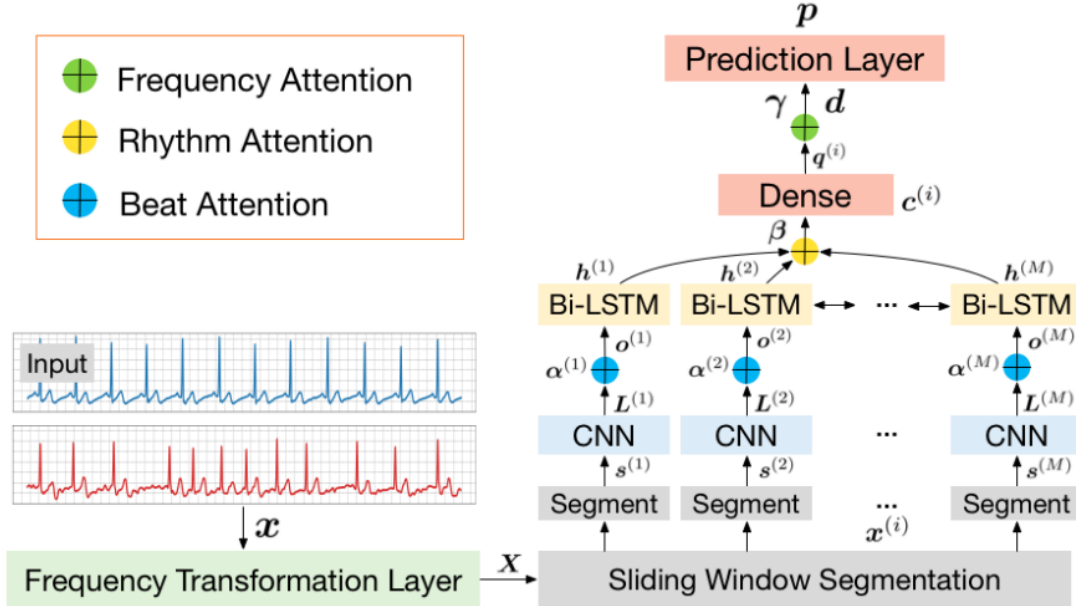 Frequency Attention
Rhythm Attention
Beat Attention
Input
x
Frequency Transformation Layer
X
p
Prediction Layer
γ d
q^(i)
Dense
c^(i)
β
h^(1) h^(2) h^(M)
Bi-LSTM Bi-LSTM ... Bi-LSTM
o^(1) o^(2) o^(M)
α^(1) α^(2) α^(M)
L^(1) L^(2) L^(M)
CNN CNN ... CNN
s^(1) s^(2) s^(M)
Segment Segment ... Segment
x^(i)
Sliding Window Segmentation